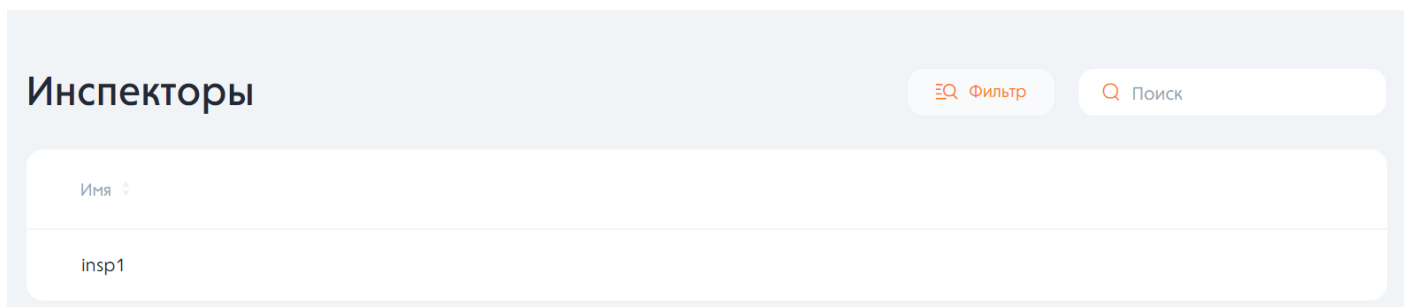 Инспекторы
Фильтр
Поиск
Имя
insp1